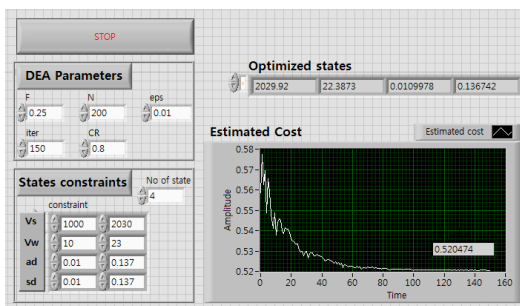 STOP
DEA Parameters
F N eps
0.25 200 0.01
iter CR
150 0.8
States constraints
No of state
4
constraint
Vs 1000 2030
Vw 10 23
ad 0.01 0.137
sd 0.01 0.137
Optimized states
2029.92 22.3873 0.0109978 0.136742
Estimated Cost
Estimated cost
Amplitude
0.58
0.57
0.56
0.55
0.54
0.53
0.52
0.520474
0 20 40 60 80 100 120 140 160
Time